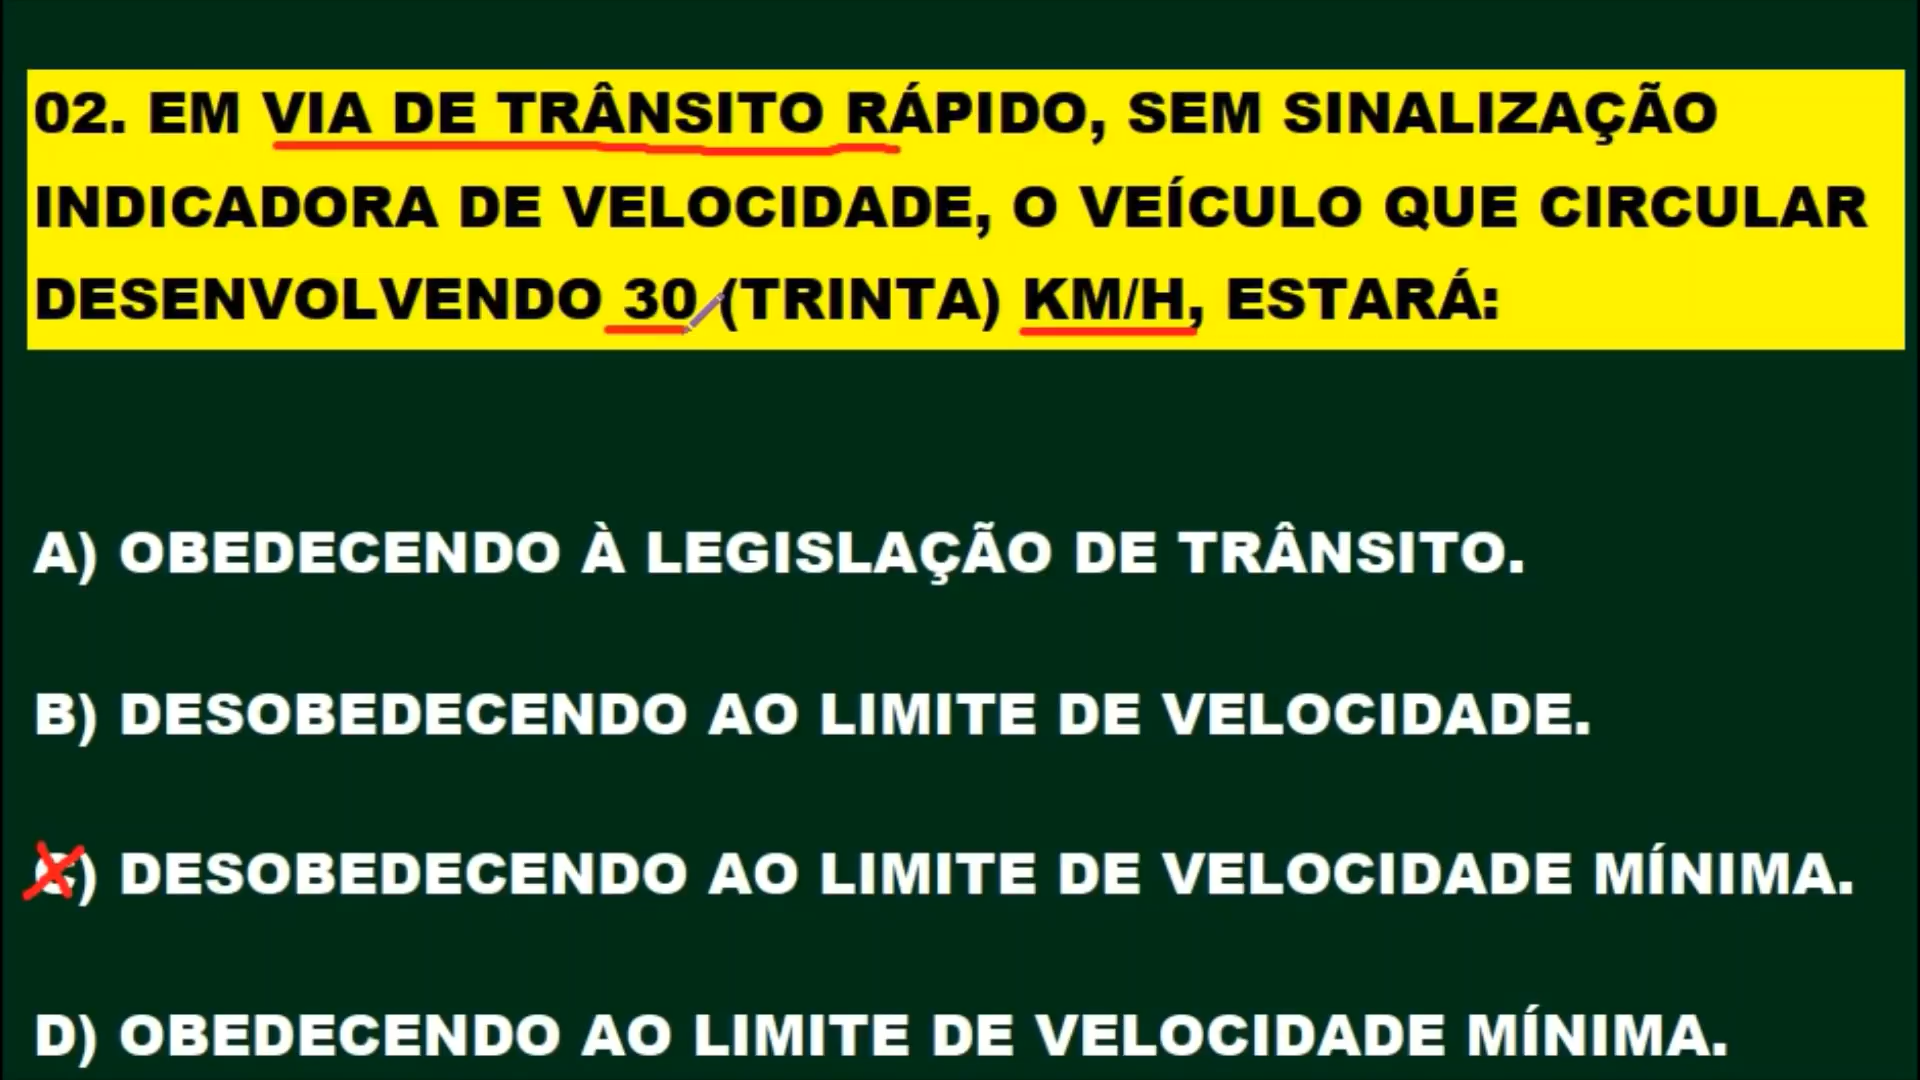 02. EM VIA DE TRÂNSITO RÁPIDO, SEM SINALIZAÇÃO
INDICADORA DE VELOCIDADE, O VEÍCULO QUE CIRCULAR
DESENVOLVENDO 30 (TRINTA) KM/H, ESTARÁ:
A) OBEDECENDO À LEGISLAÇÃO DE TRÂNSITO.
B) DESOBEDECENDO AO LIMITE DE VELOCIDADE.
C) DESOBEDECENDO AO LIMITE DE VELOCIDADE MÍNIMA.
D) OBEDECENDO AO LIMITE DE VELOCIDADE MÍNIMA.